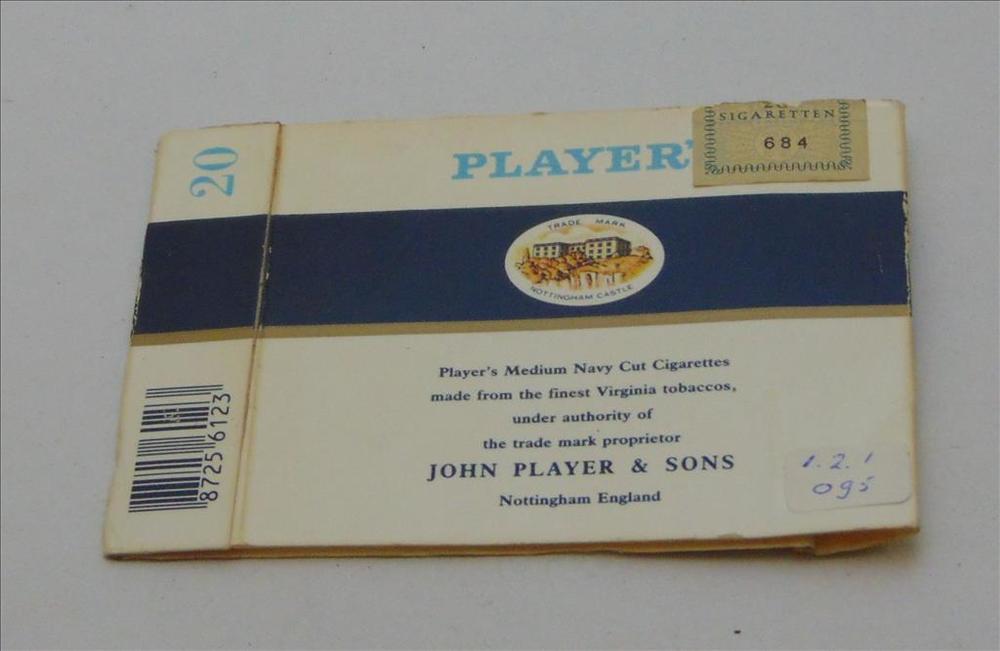 20
PLAYER'
SIGARETTEN
684
TRADE MARK
NOTTINGHAM CASTLE
Player's Medium Navy Cut Cigarettes
made from the finest Virginia tobaccos,
under authority of
the trade mark proprietor
JOHN PLAYER & SONS
Nottingham England
8725 6123
1.2.1
095